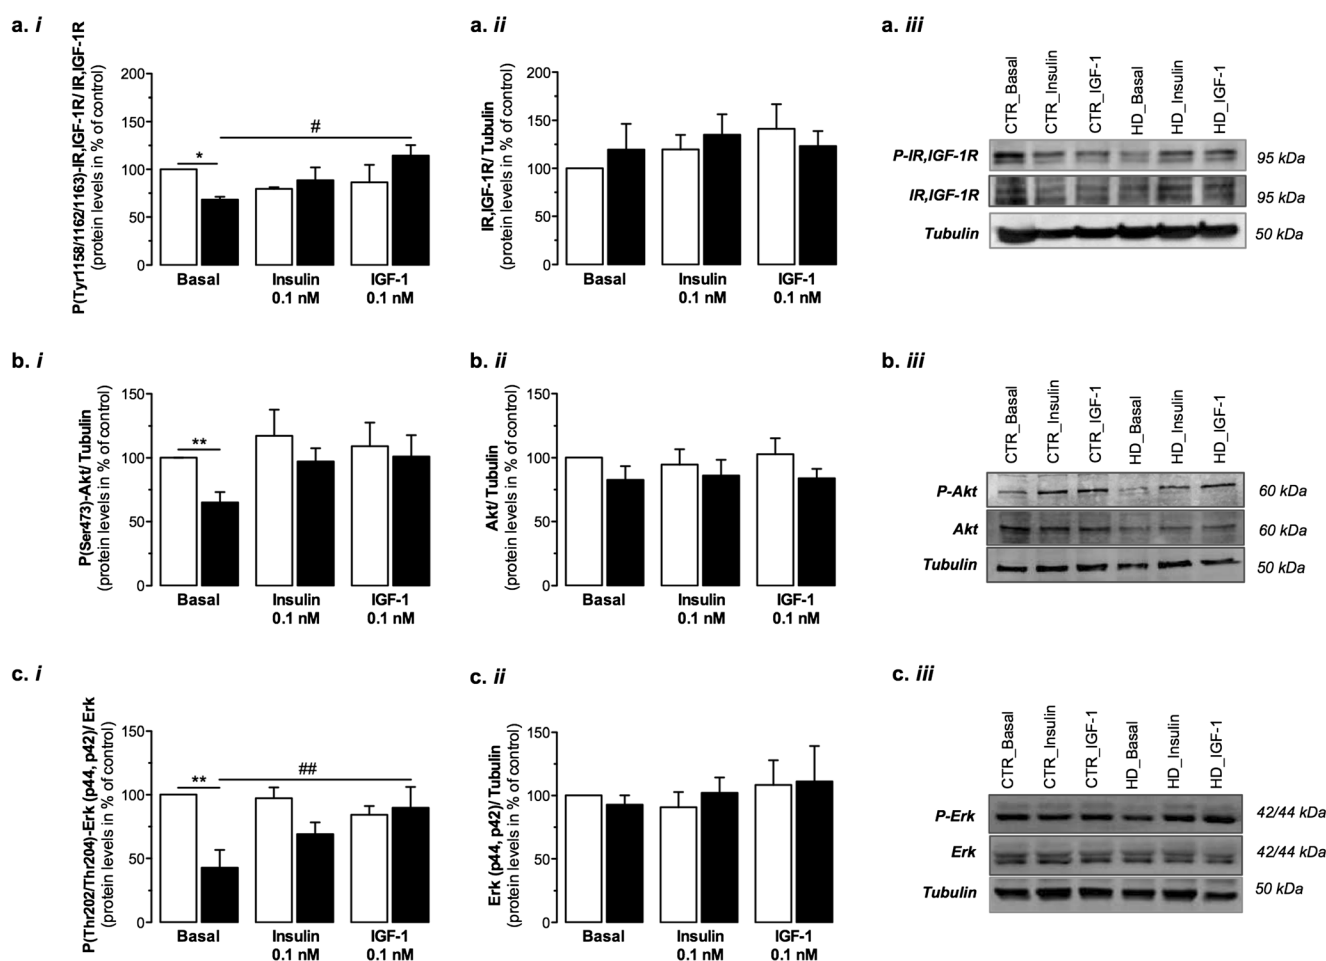 a. i
P(Tyr1158/1162/1163)-IR,IGF-1R/ IR,IGF-1R
(protein levels in % of control)
200
150
100
50
0
*
#
Basal
Insulin
0.1 nM
IGF-1
0.1 nM
a. ii
IR,IGF-1R/ Tubulin
(protein levels in % of control)
200
150
100
50
0
Basal
Insulin
0.1 nM
IGF-1
0.1 nM
a. iii
CTR_Basal
CTR_Insulin
CTR_IGF-1
HD_Basal
HD_Insulin
HD_IGF-1
P-IR,IGF-1R 95 kDa
IR,IGF-1R 95 kDa
Tubulin 50 kDa
b. i
P(Ser473)-Akt/ Tubulin
(protein levels in % of control)
150
100
50
0
**
Basal
Insulin
0.1 nM
IGF-1
0.1 nM
b. ii
Akt/ Tubulin
(protein levels in % of control)
150
100
50
0
Basal
Insulin
0.1 nM
IGF-1
0.1 nM
b. iii
CTR_Basal
CTR_Insulin
CTR_IGF-1
HD_Basal
HD_Insulin
HD_IGF-1
P-Akt 60 kDa
Akt 60 kDa
Tubulin 50 kDa
c. i
P(Thr202/Thr204)-Erk (p44, p42)/ Erk
(protein levels in % of control)
150
100
50
0
**
##
Basal
Insulin
0.1 nM
IGF-1
0.1 nM
c. ii
Erk (p44, p42)/ Tubulin
(protein levels in % of control)
150
100
50
0
Basal
Insulin
0.1 nM
IGF-1
0.1 nM
c. iii
CTR_Basal
CTR_Insulin
CTR_IGF-1
HD_Basal
HD_Insulin
HD_IGF-1
P-Erk 42/44 kDa
Erk 42/44 kDa
Tubulin 50 kDa